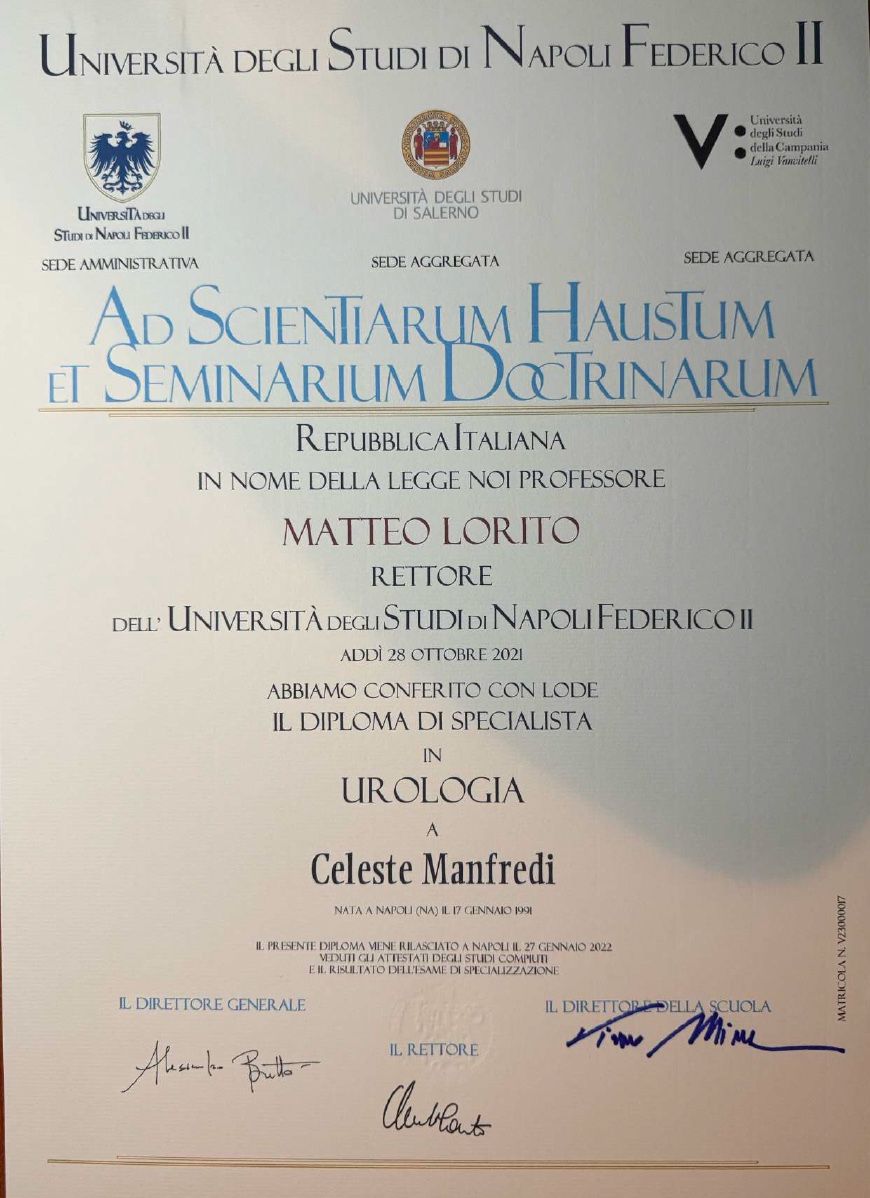 UNIVERSITÀ DEGLI STUDI DI NAPOLI FEDERICO II
UNIVERSITÀ DEGLI
STUDI DI NAPOLI FEDERICO II
SEDE AMMINISTRATIVA
UNIVERSITÀ DEGLI STUDI
DI SALERNO
SEDE AGGREGATA
V:
Università
degli Studi
della Campania
Luigi Vanvitelli
SEDE AGGREGATA
AD SCIENTIARUM HAUSTUM
ET SEMINARIUM DOCTRINARUM
REPUBBLICA ITALIANA
IN NOME DELLA LEGGE NOI PROFESSORE
MATTEO LORITO
RETTORE
DELL' UNIVERSITÀ DEGLI STUDI DI NAPOLI FEDERICO II
ADDÌ 28 OTTOBRE 2021
ABBIAMO CONFERITO CON LODE
IL DIPLOMA DI SPECIALISTA
IN
UROLOGIA
A
Celeste Manfredi
NATA A NAPOLI (NA) IL 17 GENNAIO 1991
IL PRESENTE DIPLOMA VIENE RILASCIATO A NAPOLI IL 27 GENNAIO 2022
VEDUTI GLI ATTESTATI DEGLI STUDI COMPIUTI
E IL RISULTATO DELL'ESAME DI SPECIALIZZAZIONE
IL DIRETTORE GENERALE
IL RETTORE
IL DIRETTORE DELLA SCUOLA
MATRICOLA N. V23000017